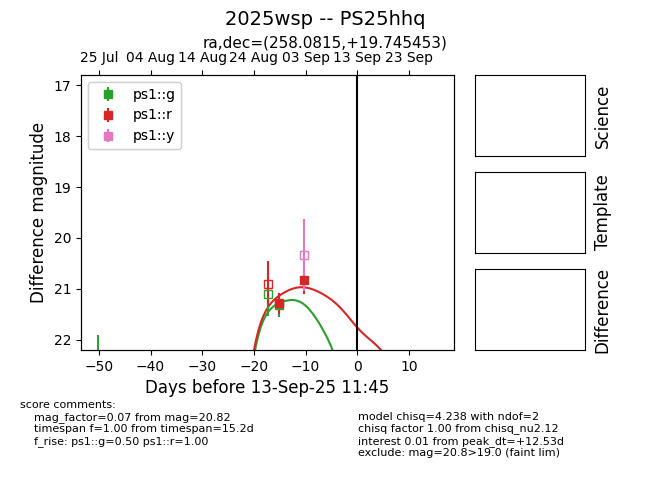 2025wsp -- PS25hhq
ra,dec=(258.0815,+19.745453)
25 Jul 04 Aug 14 Aug 24 Aug 03 Sep 13 Sep 23 Sep
17
18
19
20
21
22
Difference magnitude
ps1::g
ps1::r
ps1::y
−50 −40 −30 −20 −10 0 10
Days before 13-Sep-25 11:45
Science
Template
Difference
score comments:
mag_factor=0.07 from mag=20.82
timespan f=1.00 from timespan=15.2d
f_rise: ps1::g=0.50 ps1::r=1.00
model chisq=4.238 with ndof=2
chisq factor 1.00 from chisq_nu2.12
interest 0.01 from peak_dt=+12.53d
exclude: mag=20.8>19.0 (faint lim)